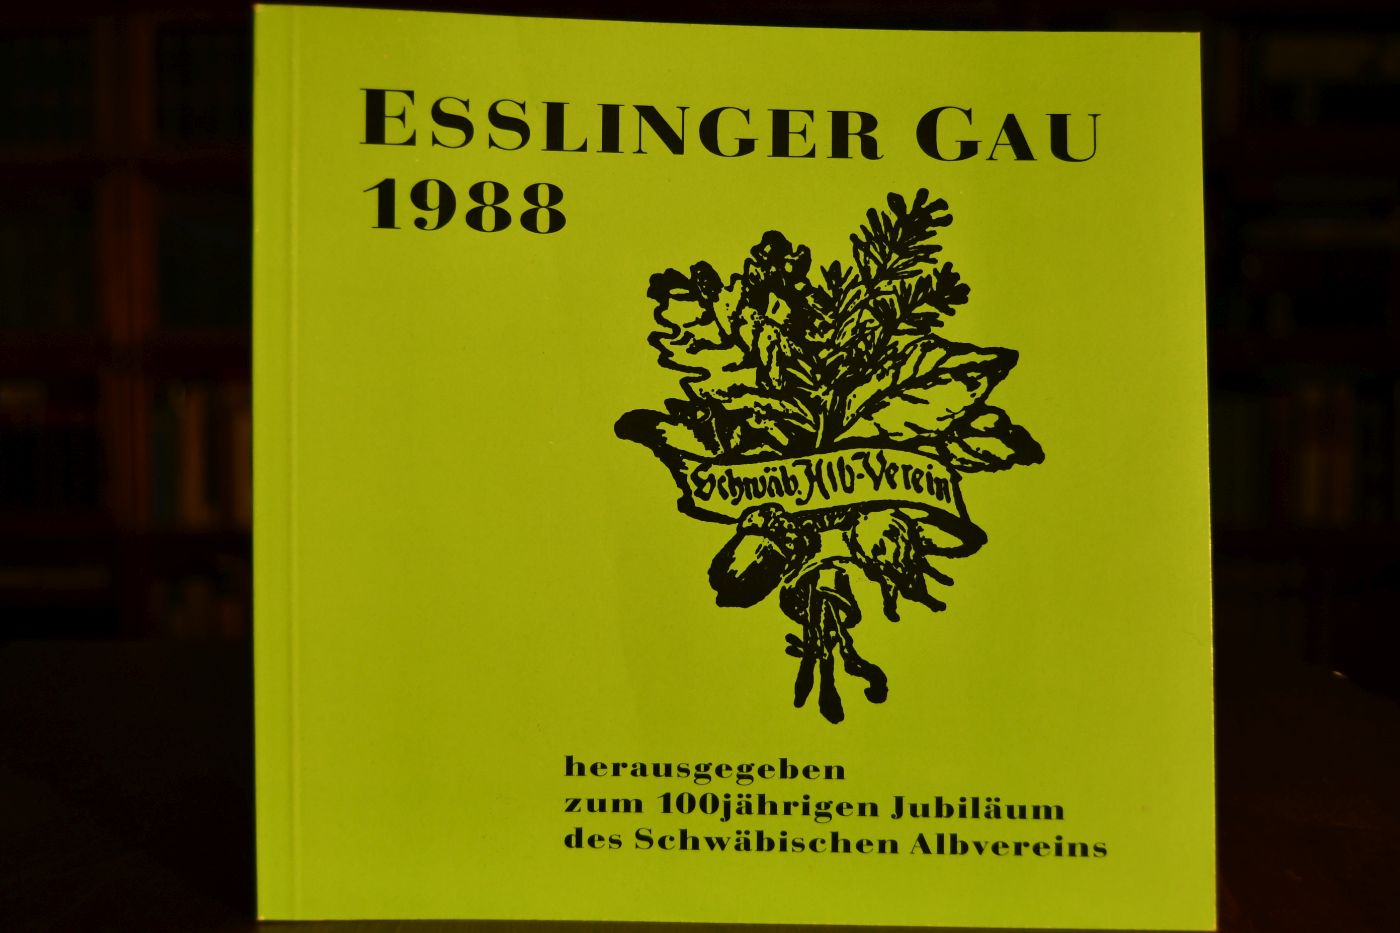 ESSLINGER GAU
1988
Schwäb. Alb-Verein
herausgegeben
zum 100jährigen Jubiläum
des Schwäbischen Albvereins